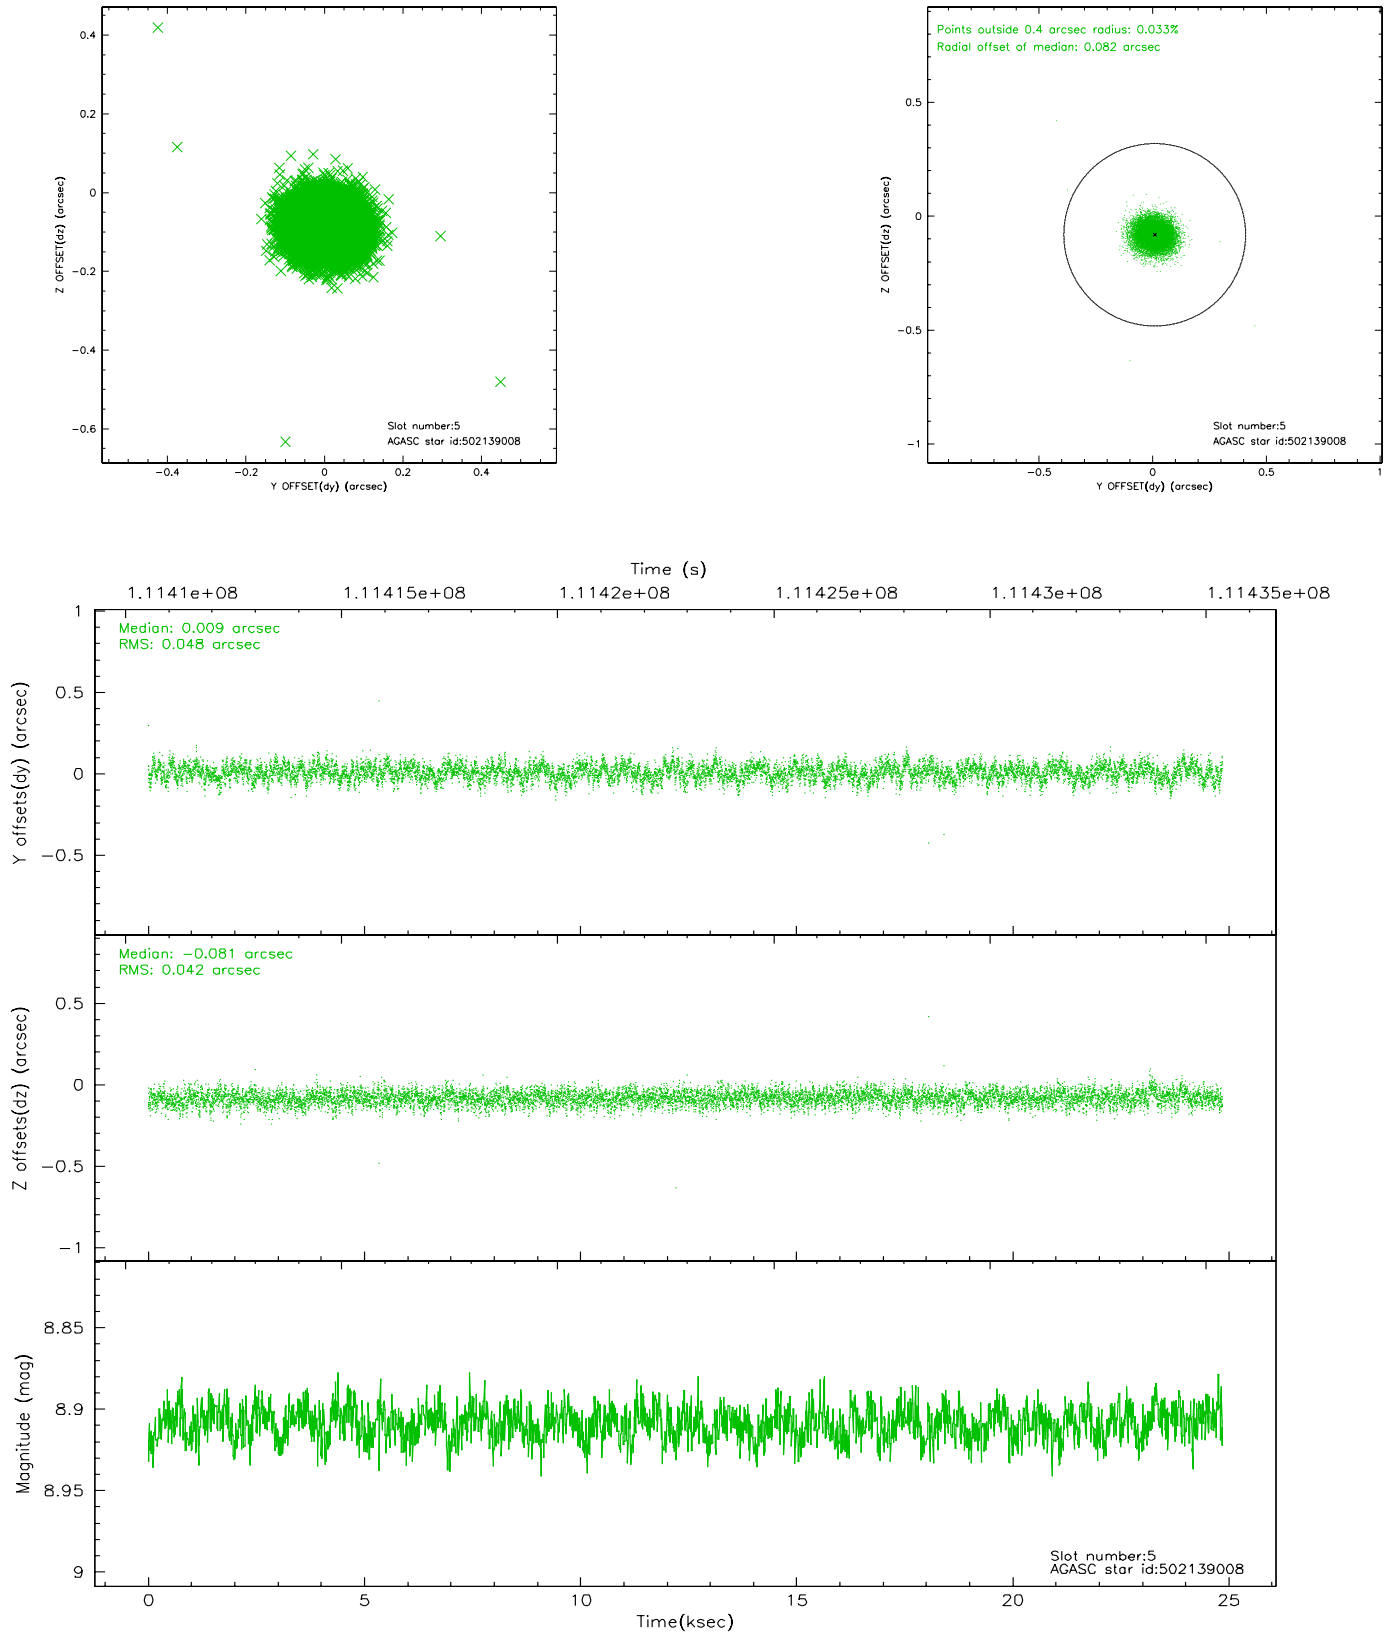 0.4
0.2
0
-0.2
-0.4
-0.6
Z OFFSET(dz) (arcsec)
Slot number:5
AGASC star id:502139008
-0.4 -0.2 0 0.2 0.4
Y OFFSET(dy) (arcsec)
Points outside 0.4 arcsec radius: 0.033%
Radial offset of median: 0.082 arcsec
0.5
0
-0.5
-1
Z OFFSET(dz) (arcsec)
Slot number:5
AGASC star id:502139008
-0.5 0 0.5 1
Y OFFSET(dy) (arcsec)
Time (s)
1.1141e+08 1.11415e+08 1.1142e+08 1.11425e+08 1.1143e+08 1.11435e+08
Median: 0.009 arcsec
RMS: 0.048 arcsec
1
0.5
0
-0.5
Y offsets(dy) (arcsec)
Median: -0.081 arcsec
RMS: 0.042 arcsec
0.5
0
-0.5
-1
Z offsets(dz) (arcsec)
8.85
8.9
8.95
9
Magnitude (mag)
Slot number:5
AGASC star id:502139008
0 5 10 15 20 25
Time(ksec)